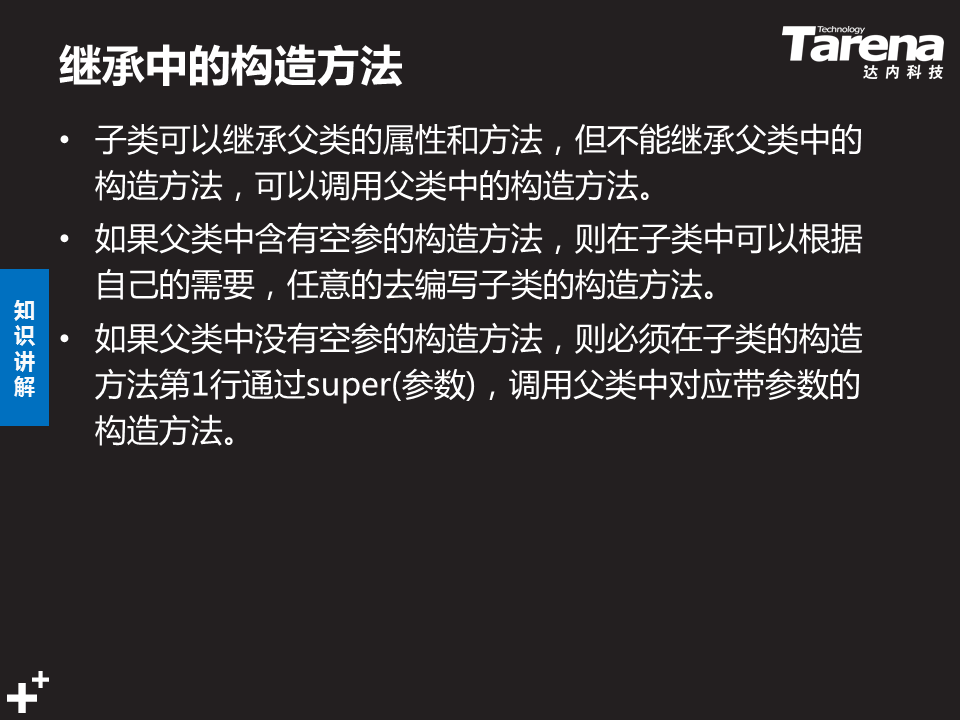 继承中的构造方法
Technology
Tarena
达内科技
• 子类可以继承父类的属性和方法，但不能继承父类中的
构造方法，可以调用父类中的构造方法。
• 如果父类中含有空参的构造方法，则在子类中可以根据
自己的需要，任意的去编写子类的构造方法。
• 如果父类中没有空参的构造方法，则必须在子类的构造
方法第1行通过super(参数)，调用父类中对应带参数的
构造方法。
知
识
讲
解